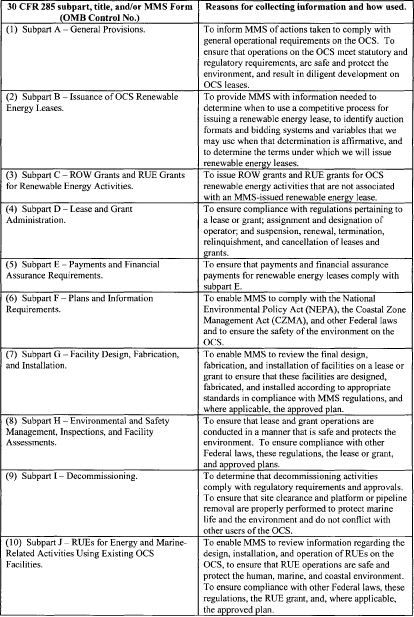 30 CFR 285 subpart, title, and/or MMS Form
(OMB Control No.)
Reasons for collecting information and how used.
(1) Subpart A – General Provisions.
To inform MMS of actions taken to comply with
general operational requirements on the OCS. To
ensure that operations on the OCS meet statutory and
regulatory requirements, are safe and protect the
environment, and result in diligent development on
OCS leases.
(2) Subpart B – Issuance of OCS Renewable
Energy Leases.
To provide MMS with information needed to
determine when to use a competitive process for
issuing a renewable energy lease, to identify auction
formats and bidding systems and variables that we
may use when that determination is affirmative, and
to determine the terms under which we will issue
renewable energy leases.
(3) Subpart C – ROW Grants and RUE Grants
for Renewable Energy Activities.
To issue ROW grants and RUE grants for OCS
renewable energy activities that are not associated
with an MMS-issued renewable energy lease.
(4) Subpart D – Lease and Grant
Administration.
To ensure compliance with regulations pertaining to
a lease or grant; assignment and designation of
operator; and suspension, renewal, termination,
relinquishment, and cancellation of leases and
grants.
(5) Subpart E – Payments and Financial
Assurance Requirements.
To ensure that payments and financial assurance
payments for renewable energy leases comply with
subpart E.
(6) Subpart F – Plans and Information
Requirements.
To enable MMS to comply with the National
Environmental Policy Act (NEPA), the Coastal Zone
Management Act (CZMA), and other Federal laws
and to ensure the safety of the environment on the
OCS.
(7) Subpart G – Facility Design, Fabrication,
and Installation.
To enable MMS to review the final design,
fabrication, and installation of facilities on a lease or
grant to ensure that these facilities are designed,
fabricated, and installed according to appropriate
standards in compliance with MMS regulations, and
where applicable, the approved plan.
(8) Subpart H – Environmental and Safety
Management, Inspections, and Facility
Assessments.
To ensure that lease and grant operations are
conducted in a manner that is safe and protects the
environment. To ensure compliance with other
Federal laws, these regulations, the lease or grant,
and approved plans.
(9) Subpart I – Decommissioning.
To determine that decommissioning activities
comply with regulatory requirements and approvals.
To ensure that site clearance and platform or pipeline
removal are properly performed to protect marine
life and the environment and do not conflict with
other users of the OCS.
(10) Subpart J – RUEs for Energy and Marine-
Related Activities Using Existing OCS
Facilities.
To enable MMS to review information regarding the
design, installation, and operation of RUEs on the
OCS, to ensure that RUE operations are safe and
protect the human, marine, and coastal environment.
To ensure compliance with other Federal laws, these
regulations, the RUE grant, and, where applicable,
the approved plan.